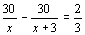 30/x − 30/(x + 3) = 2/3